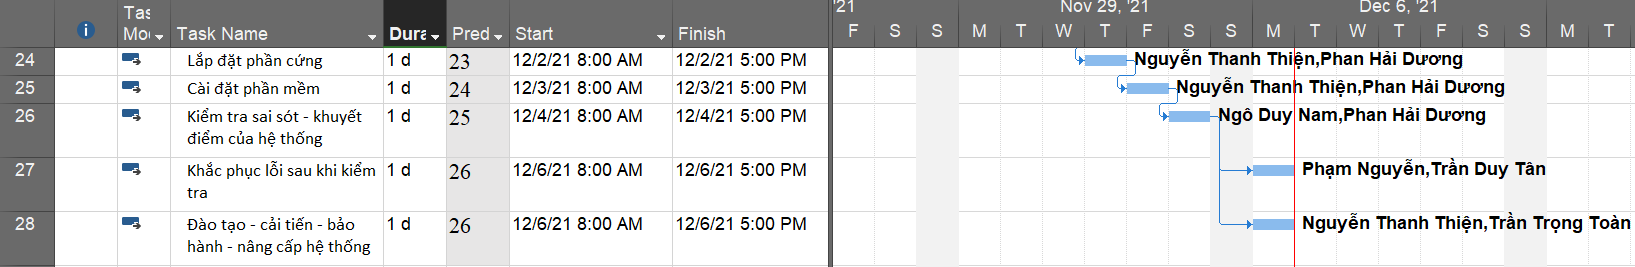 '21 Nov 29, '21 Dec 6, '21
Tas
Mod Task Name Dura Pred Start Finish F S S M T W T F S S M T W T F S S M T
24 Lắp đặt phần cứng 1 d 23 12/2/21 8:00 AM 12/2/21 5:00 PM Nguyễn Thanh Thiện,Phan Hải Dương
25 Cài đặt phần mềm 1 d 24 12/3/21 8:00 AM 12/3/21 5:00 PM Nguyễn Thanh Thiện,Phan Hải Dương
26 Kiểm tra sai sót - khuyết 1 d 25 12/4/21 8:00 AM 12/4/21 5:00 PM Ngô Duy Nam,Phan Hải Dương
điểm của hệ thống
27 Khắc phục lỗi sau khi kiểm 1 d 26 12/6/21 8:00 AM 12/6/21 5:00 PM Phạm Nguyễn,Trần Duy Tân
tra
28 Đào tạo - cải tiến - bảo 1 d 26 12/6/21 8:00 AM 12/6/21 5:00 PM Nguyễn Thanh Thiện,Trần Trọng Toàn
hành - nâng cấp hệ thống